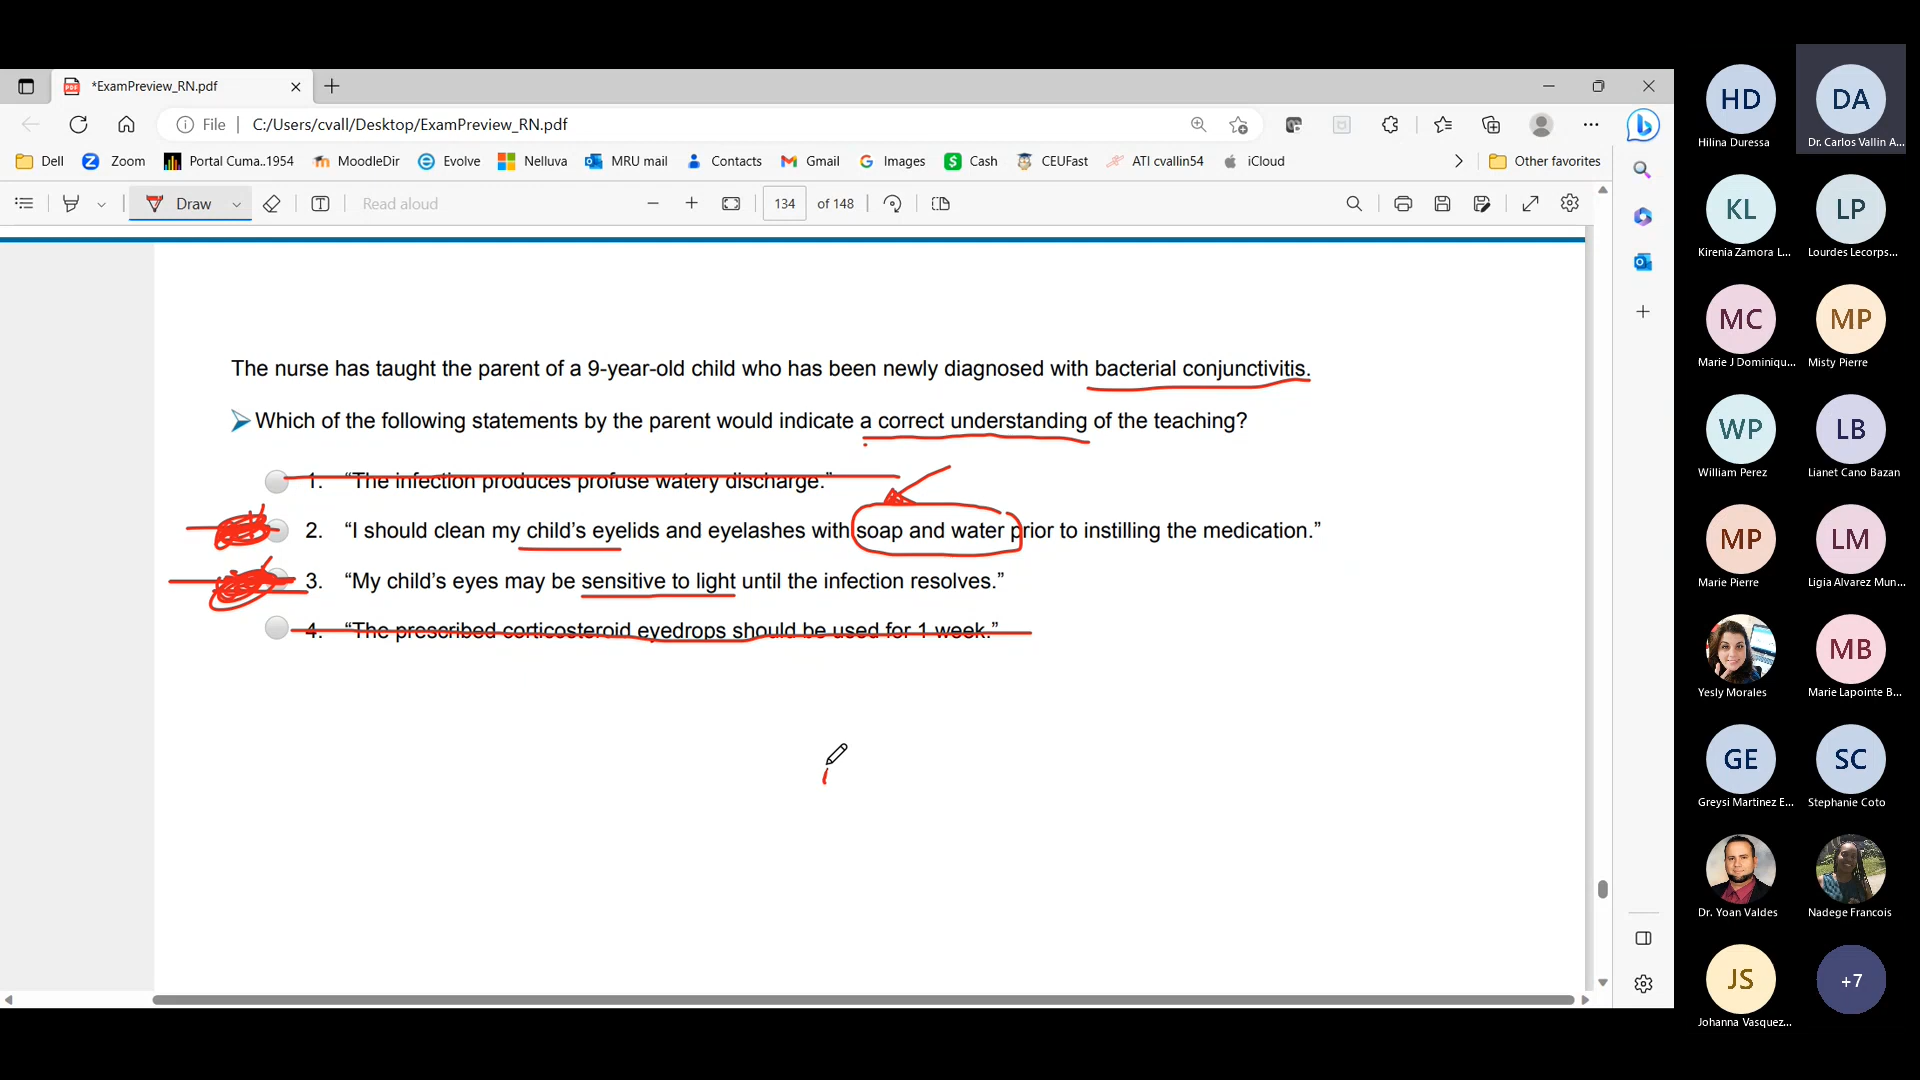 *ExamPreview_RN.pdf
File | C:/Users/cvall/Desktop/ExamPreview_RN.pdf
Dell Zoom Portal Cuma..1954 MoodleDir Evolve Nelluva MRU mail Contacts Gmail Images Cash CEUFast ATI cvallin54 iCloud Other favorites
Draw Read aloud 134 of 148
The nurse has taught the parent of a 9-year-old child who has been newly diagnosed with bacterial conjunctivitis.
Which of the following statements by the parent would indicate a correct understanding of the teaching?
1. “The infection produces profuse watery discharge.”
2. “I should clean my child’s eyelids and eyelashes with soap and water prior to instilling the medication.”
3. “My child’s eyes may be sensitive to light until the infection resolves.”
4. “The prescribed corticosteroid eyedrops should be used for 1 week.”
HD DA
Hilina Duressa Dr. Carlos Vallin A...
KL LP
Kirenia Zamora L... Lourdes Lecorps...
MC MP
Marie J Dominiqu... Misty Pierre
WP LB
William Perez Lianet Cano Bazan
MP LM
Marie Pierre Ligia Alvarez Mun...
MB
Yesly Morales Marie Lapointe B...
GE SC
Greysi Martinez E... Stephanie Coto
Dr. Yoan Valdes Nadege Francois
JS +7
Johanna Vasquez...